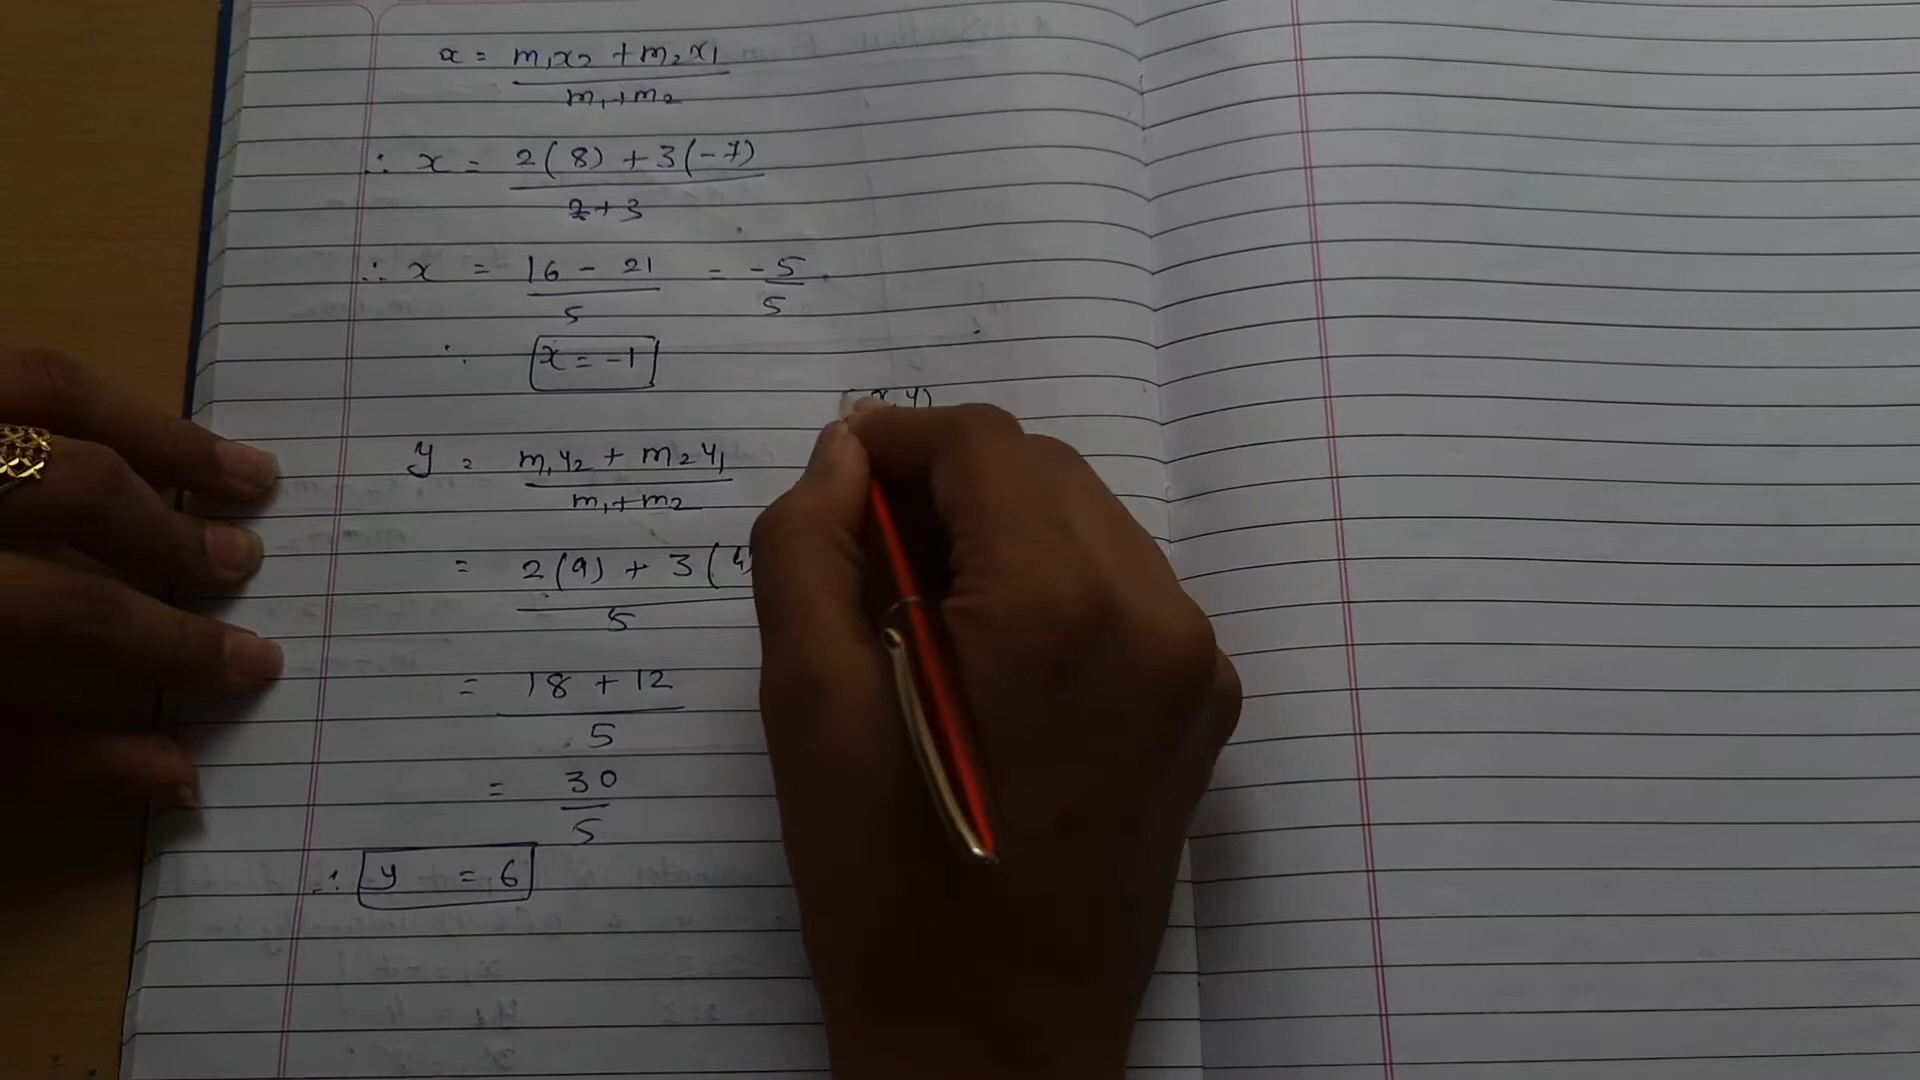 x = m₁x₂ + m₂x₁
m₁+m₂
∴ x = 2(8) + 3(-7)
2+3
∴ x = 16 - 21 = -5
5 5
∴ x = -1
x, y)
y = m₁y₂ + m₂y₁
m₁+m₂
= 2(9) + 3(4)
5
= 18 + 12
5
= 30
5
∴ y = 6